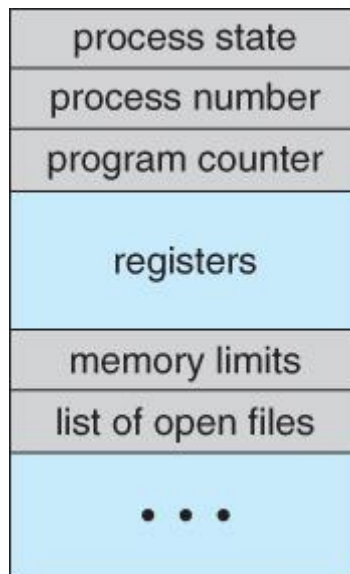 process state
process number
program counter
registers
memory limits
list of open files
• • •